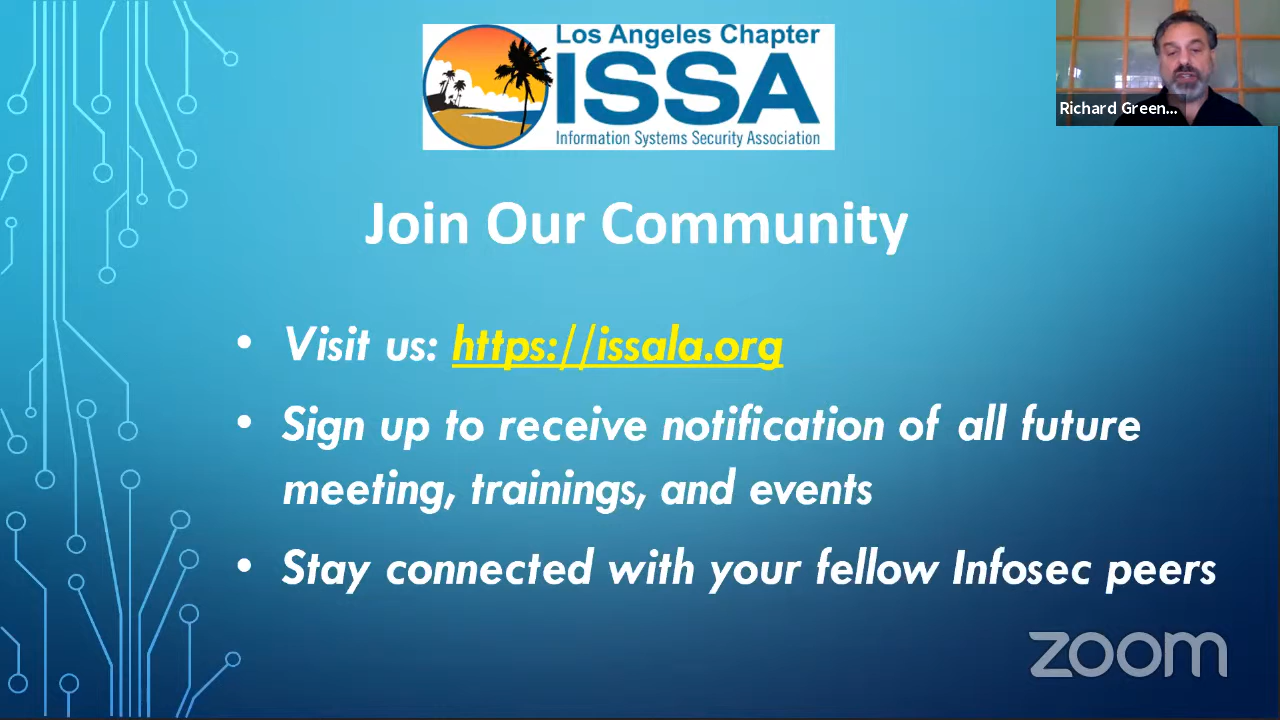 Los Angeles Chapter
ISSA
Information Systems Security Association
Richard Green...
Join Our Community
• Visit us: https://issala.org
• Sign up to receive notification of all future
meeting, trainings, and events
• Stay connected with your fellow Infosec peers
zoom